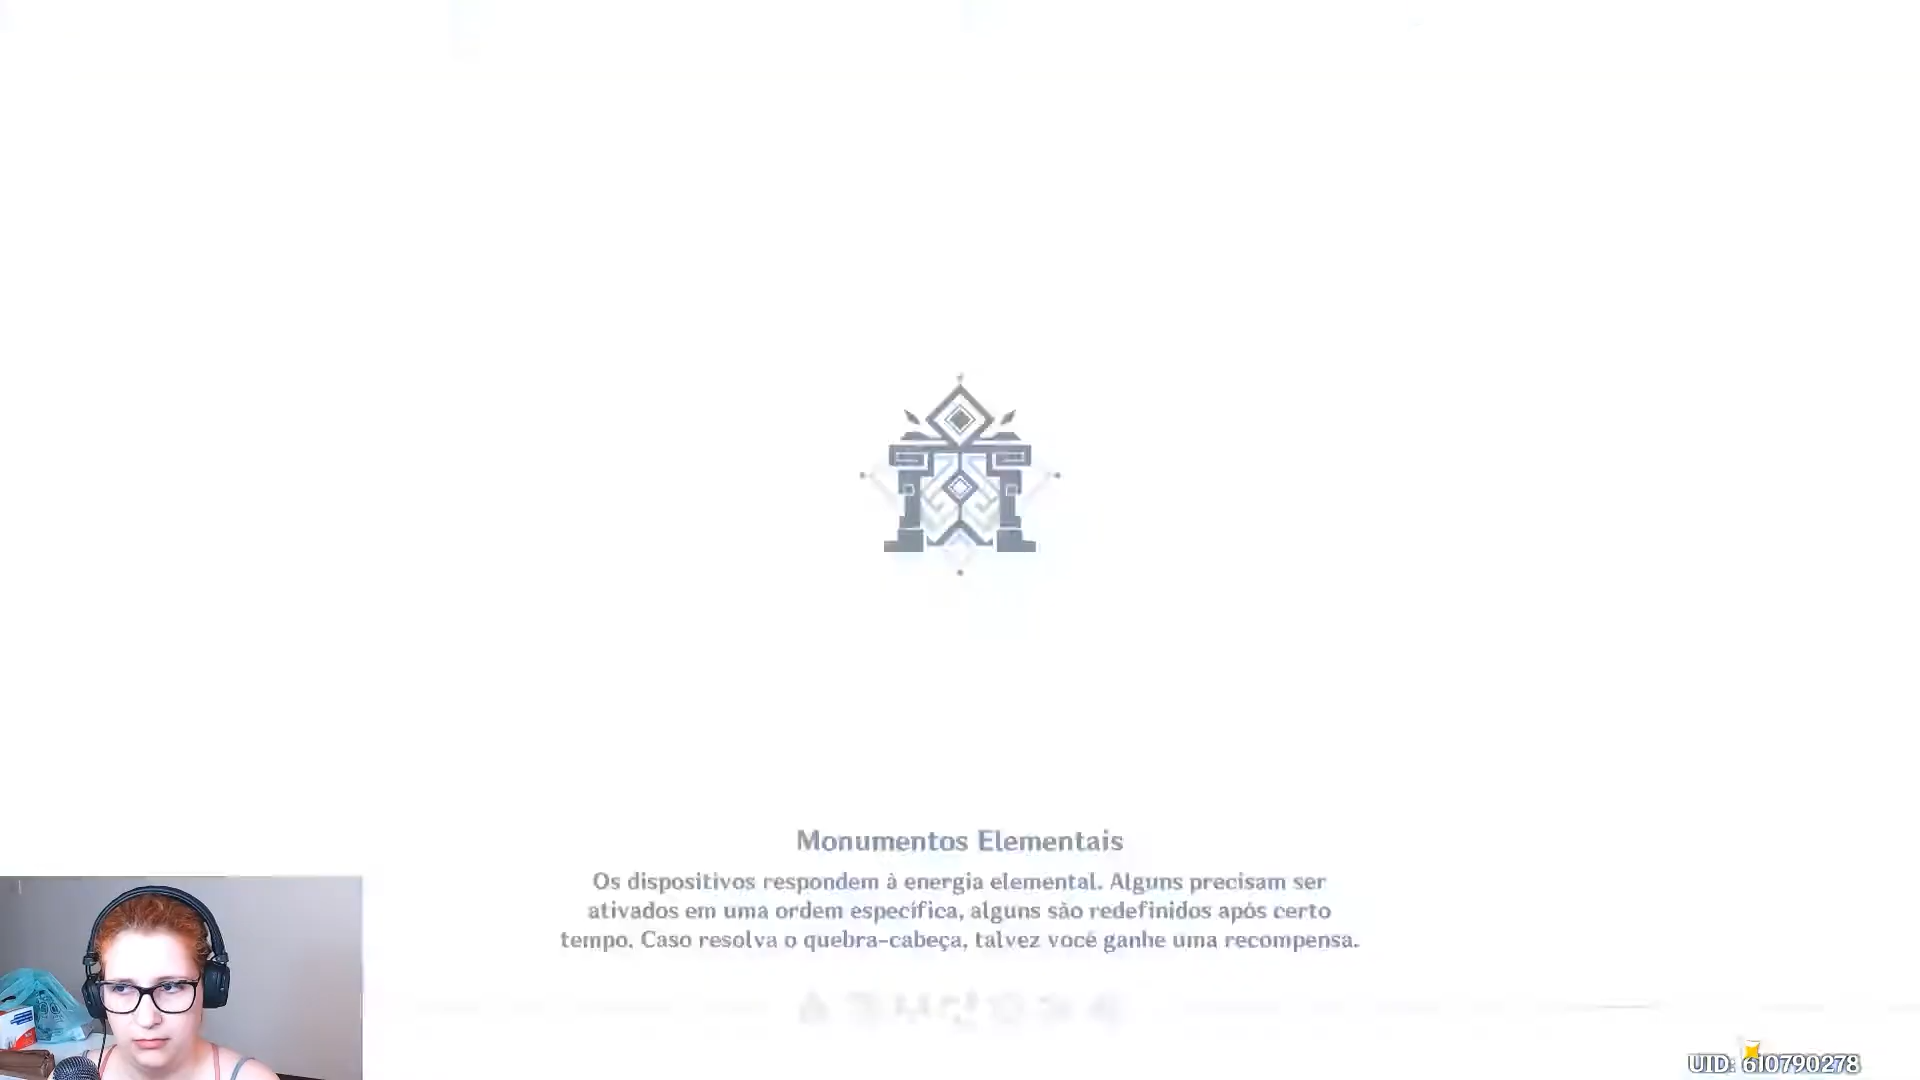 Monumentos Elementais
Os dispositivos respondem à energia elemental. Alguns precisam ser
ativados em uma ordem específica, alguns são redefinidos após certo
tempo. Caso resolva o quebra-cabeça, talvez você ganhe uma recompensa.
UID: 610790278